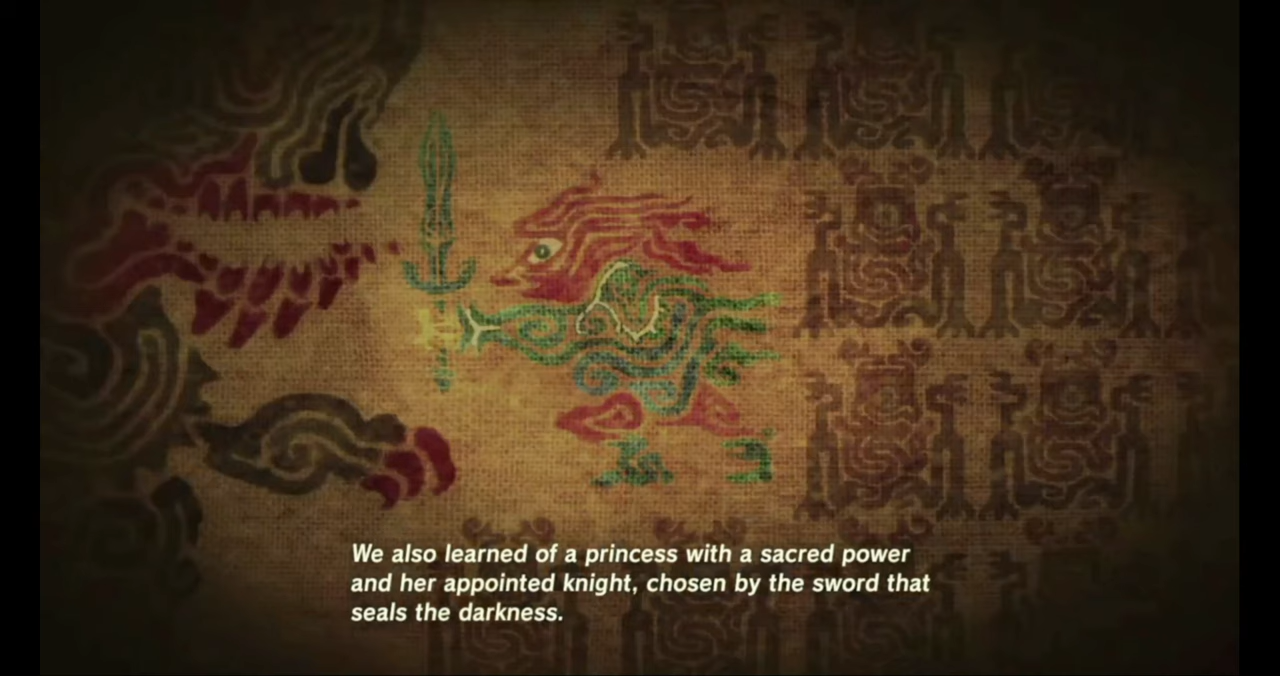 We also learned of a princess with a sacred power
and her appointed knight, chosen by the sword that
seals the darkness.